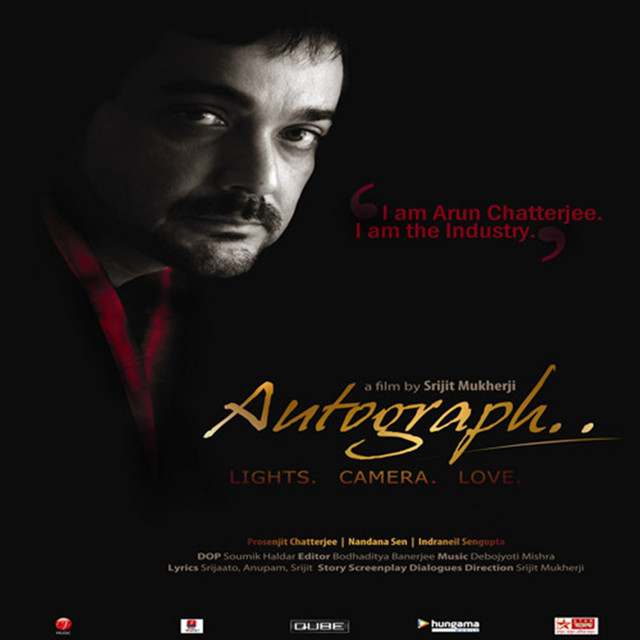 ❛I am Arun Chatterjee.
I am the Industry.❜
a film by Srijit Mukherji
Autograph..
LIGHTS. CAMERA. LOVE.
Prosenjit Chatterjee | Nandana Sen | Indraneil Sengupta
DOP Soumik Haldar Editor Bodhaditya Banerjee Music Debojyoti Mishra
Lyrics Srijaato, Anupam, Srijit Story Screenplay Dialogues Direction Srijit Mukherji
QUBE
hungama